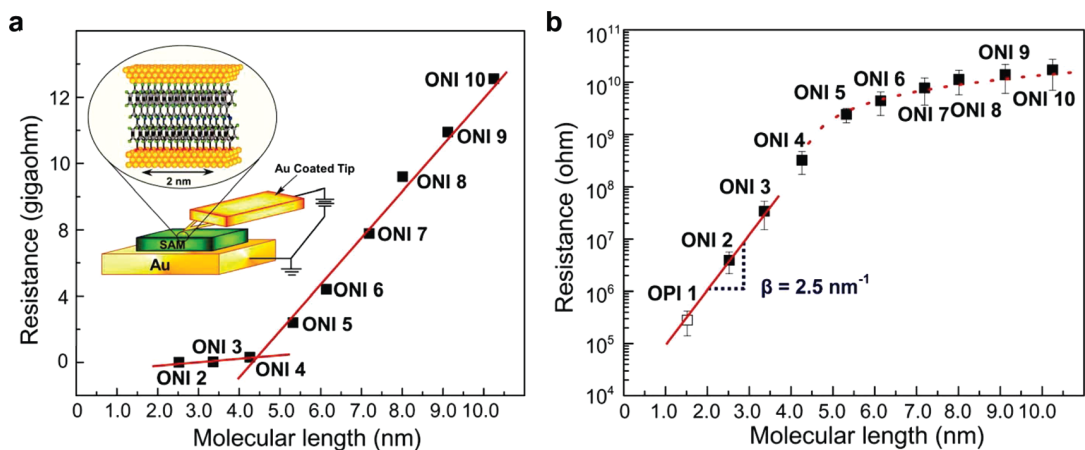 a
Resistance (gigaohm)
12
10
8
4
0
ONI 10
ONI 9
ONI 8
ONI 7
ONI 6
ONI 5
ONI 3
ONI 4
ONI 2
2 nm
Au Coated Tip
SAM
Au
0 1.0 2.0 3.0 4.0 5.0 6.0 7.0 8.0 9.0 10.0
Molecular length (nm)
b
Resistance (ohm)
10¹¹
10¹⁰
10⁹
10⁸
10⁷
10⁶
10⁵
10⁴
ONI 9
ONI 6
ONI 5
ONI 7
ONI 8
ONI 10
ONI 4
ONI 3
ONI 2
OPI 1
β = 2.5 nm⁻¹
0 1.0 2.0 3.0 4.0 5.0 6.0 7.0 8.0 9.0 10.0
Molecular length (nm)